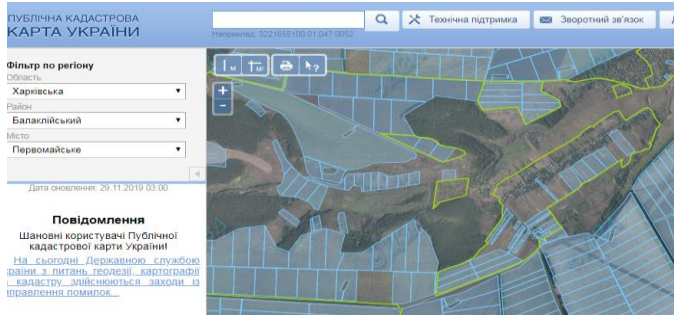 ПУБЛІЧНА КАДАСТРОВА
КАРТА УКРАЇНИ
Наприклад: 3221655100:01:047:0052
Технічна підтримка
Зворотний зв'язок
Фільтр по регіону
Область
Харківська
Район
Балаклійський
Місто
Первомайське
Дата оновлення: 29.11.2019 03:00
Повідомлення
Шановні користувачі Публічної
кадастрової карти України!
На сьогодні Державною службою
країни з питань геодезії, картографії
кадастру здійснюються заходи із
иправлення помилок...